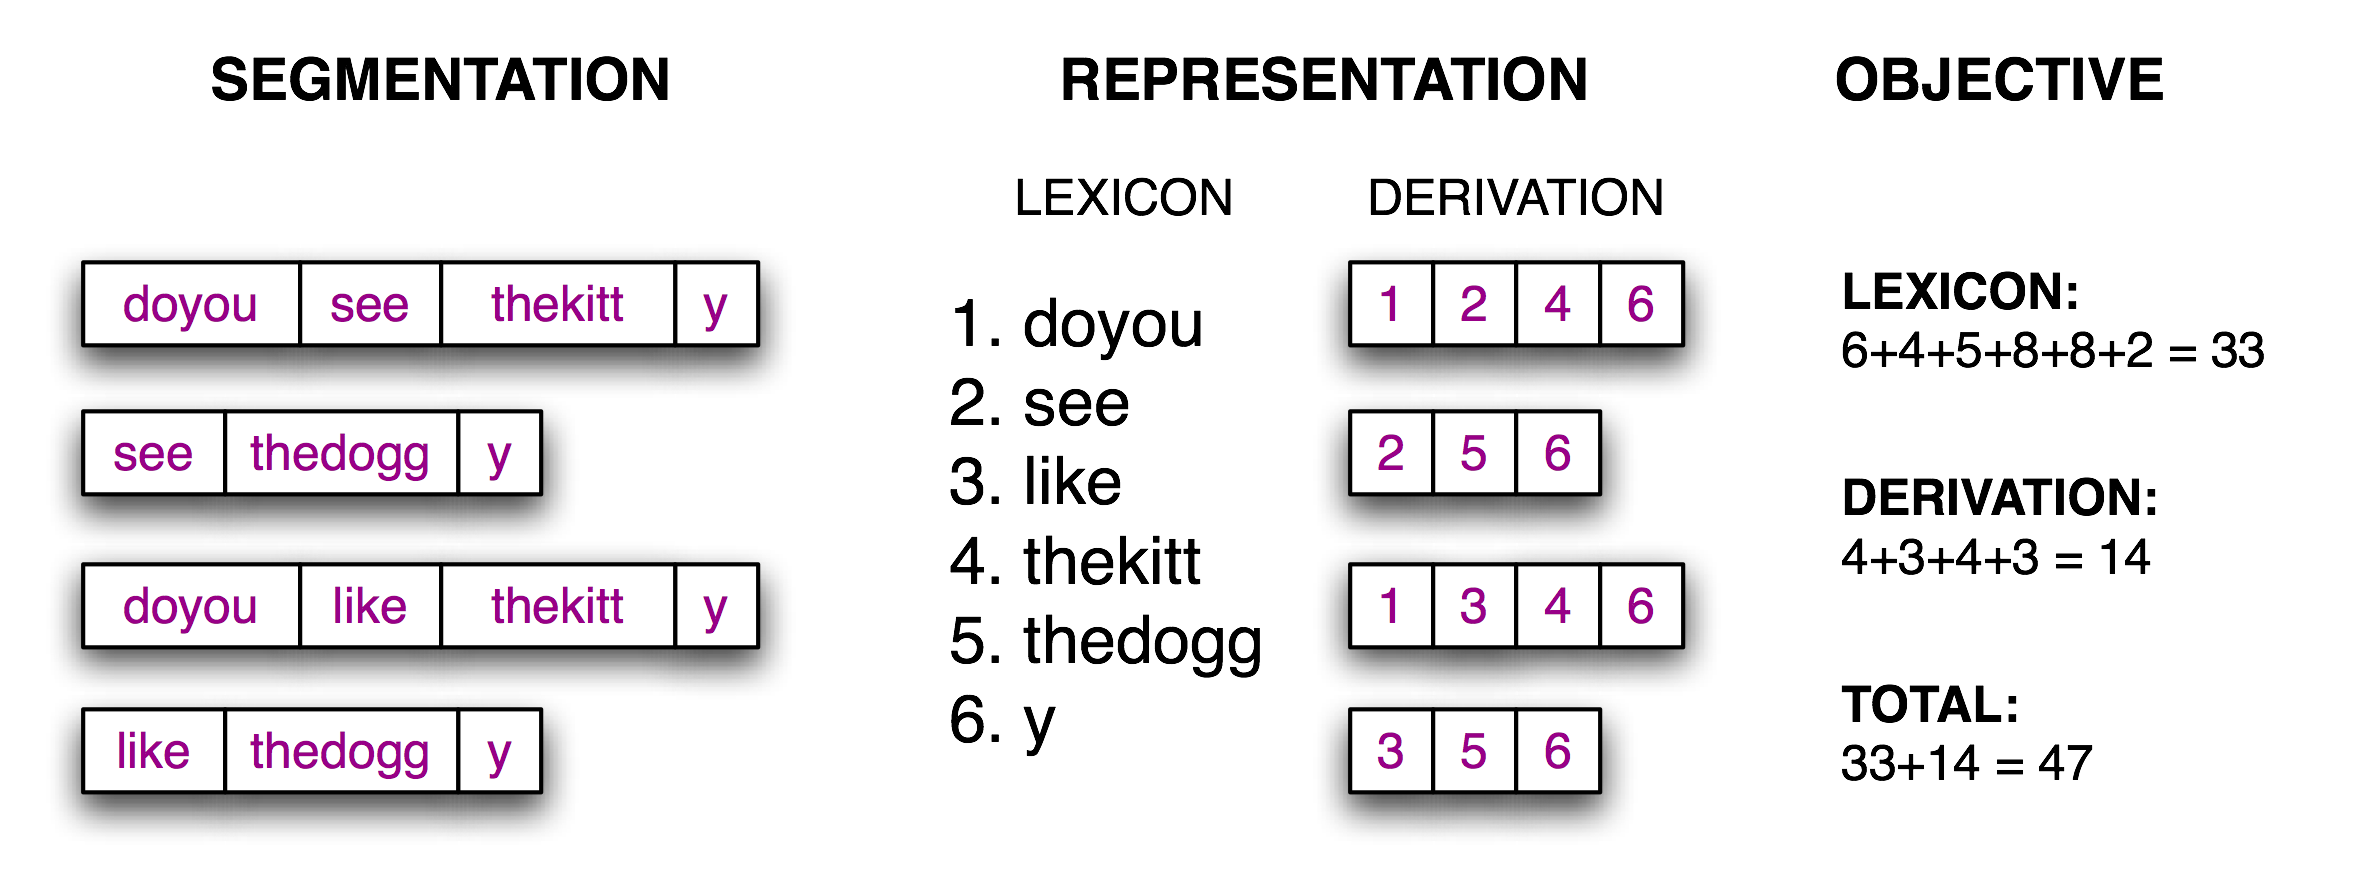 SEGMENTATION
doyou see thekitt y
see thedogg y
doyou like thekitt y
like thedogg y
REPRESENTATION
LEXICON
1. doyou
2. see
3. like
4. thekitt
5. thedogg
6. y
DERIVATION
1 2 4 6
2 5 6
1 3 4 6
3 5 6
OBJECTIVE
LEXICON:
6+4+5+8+8+2 = 33
DERIVATION:
4+3+4+3 = 14
TOTAL:
33+14 = 47